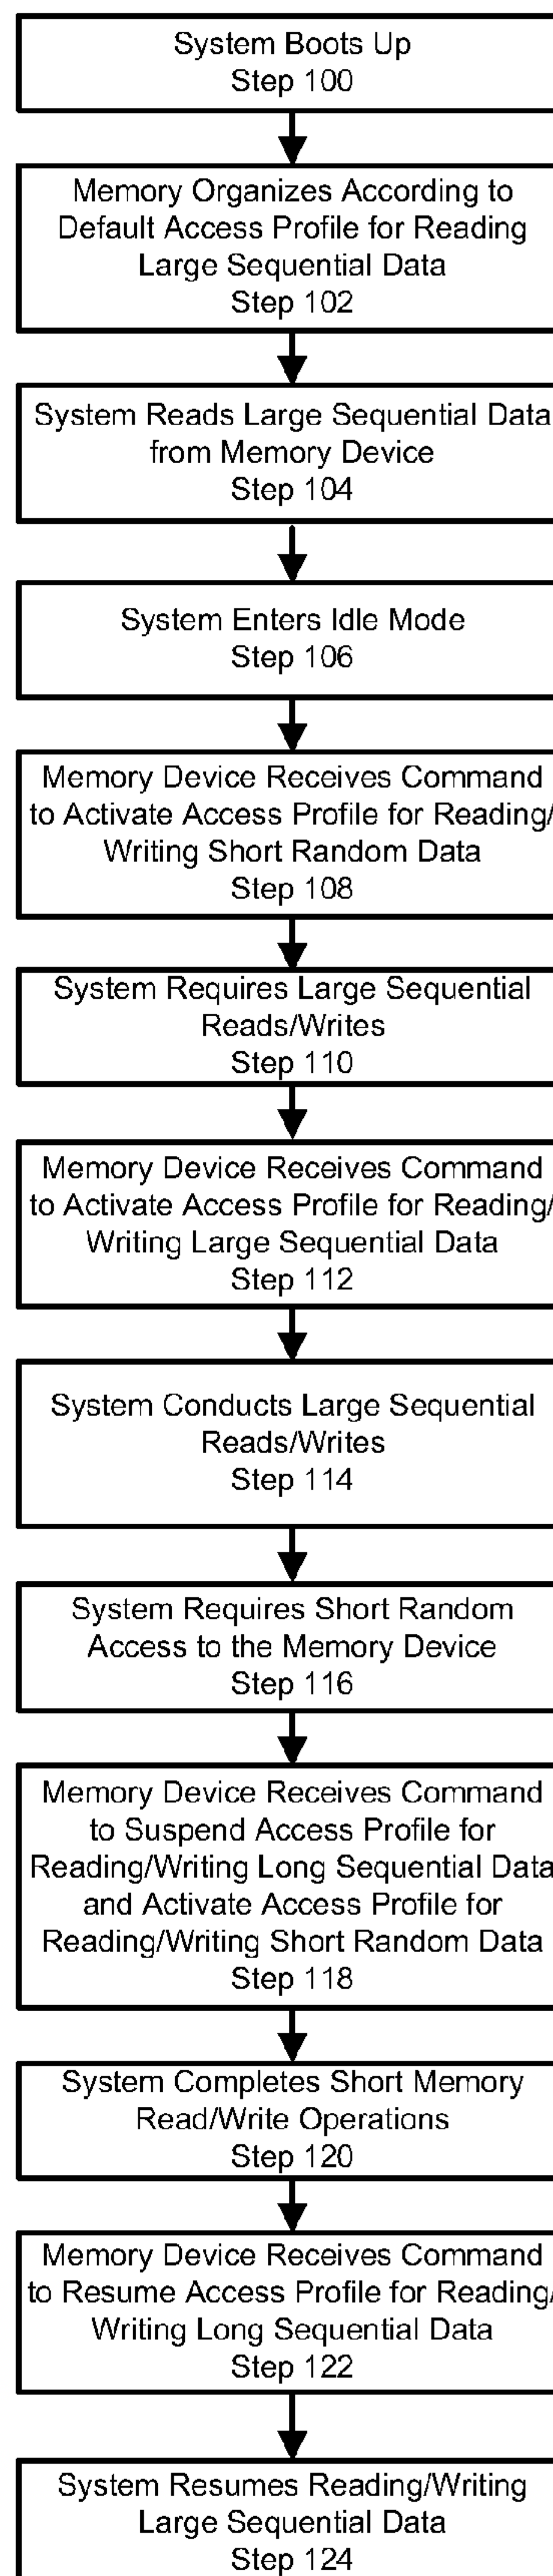 System Boots Up
Step 100
Memory Organizes According to
Default Access Profile for Reading
Large Sequential Data
Step 102
System Reads Large Sequential Data
from Memory Device
Step 104
System Enters Idle Mode
Step 106
Memory Device Receives Command
to Activate Access Profile for Reading/
Writing Short Random Data
Step 108
System Requires Large Sequential
Reads/Writes
Step 110
Memory Device Receives Command
to Activate Access Profile for Reading/
Writing Large Sequential Data
Step 112
System Conducts Large Sequential
Reads/Writes
Step 114
System Requires Short Random
Access to the Memory Device
Step 116
Memory Device Receives Command
to Suspend Access Profile for
Reading/Writing Long Sequential Data
and Activate Access Profile for
Reading/Writing Short Random Data
Step 118
System Completes Short Memory
Read/Write Operations
Step 120
Memory Device Receives Command
to Resume Access Profile for Reading/
Writing Long Sequential Data
Step 122
System Resumes Reading/Writing
Large Sequential Data
Step 124